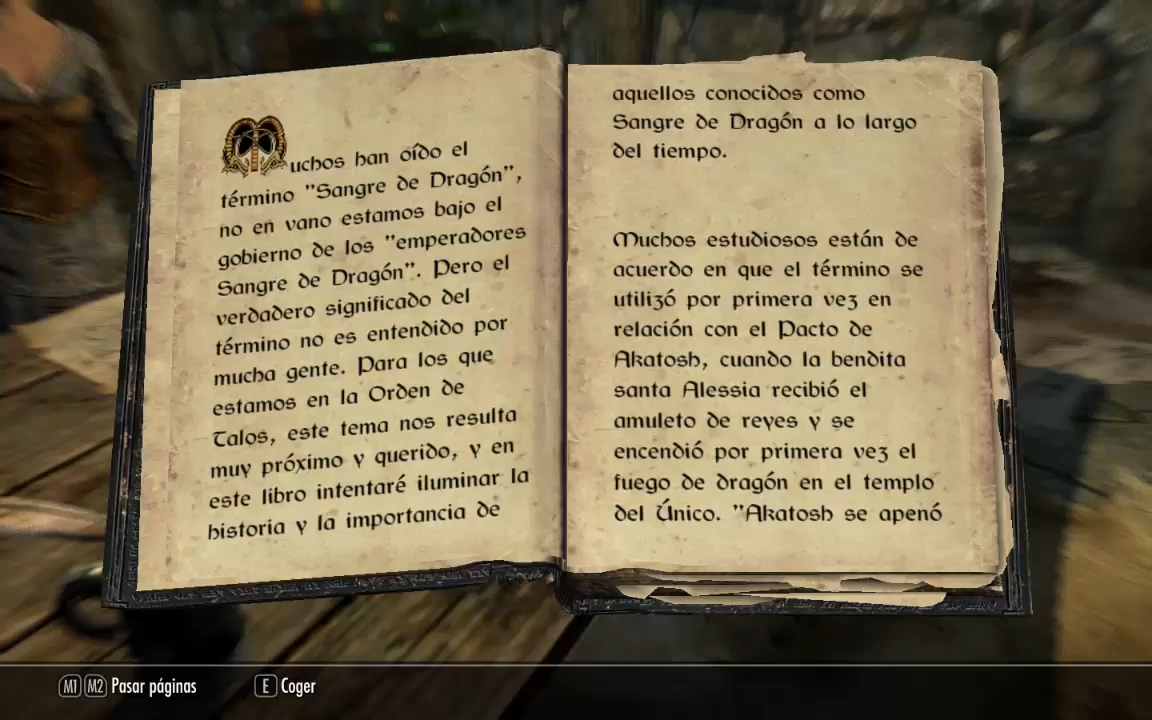 Muchos han oído el
término "Sangre de Dragón",
no en vano estamos bajo el
gobierno de los "emperadores
Sangre de Dragón". Pero el
verdadero significado del
término no es entendido por
mucha gente. Para los que
estamos en la Orden de
Talos, este tema nos resulta
muy próximo y querido, y en
este libro intentaré iluminar la
historia y la importancia de
aquellos conocidos como
Sangre de Dragón a lo largo
del tiempo.
Muchos estudiosos están de
acuerdo en que el término se
utilizó por primera vez en
relación con el Pacto de
Akatosh, cuando la bendita
santa Alessia recibió el
amuleto de reyes y se
encendió por primera vez el
fuego de dragón en el templo
del Único. "Akatosh se apenó
M1 M2 Pasar páginas
E Coger